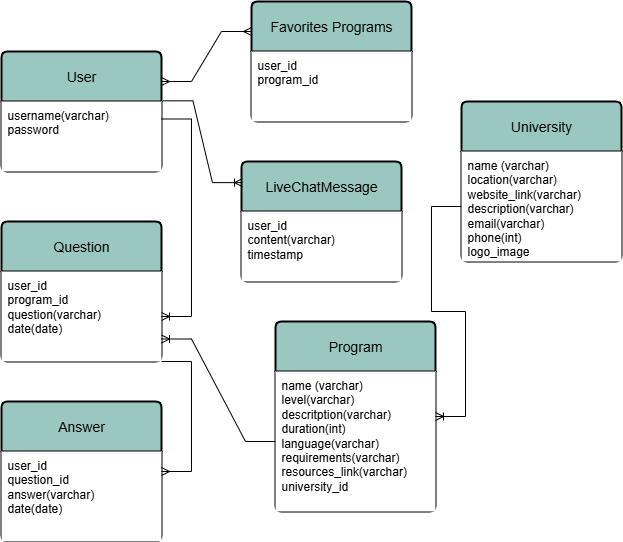 Favorites Programs
user_id
program_id
User
username(varchar)
password
University
name (varchar)
location(varchar)
website_link(varchar)
description(varchar)
email(varchar)
phone(int)
logo_image
LiveChatMessage
user_id
content(varchar)
timestamp
Question
user_id
program_id
question(varchar)
date(date)
Program
name (varchar)
level(varchar)
descritption(varchar)
duration(int)
language(varchar)
requirements(varchar)
resources_link(varchar)
university_id
Answer
user_id
question_id
answer(varchar)
date(date)